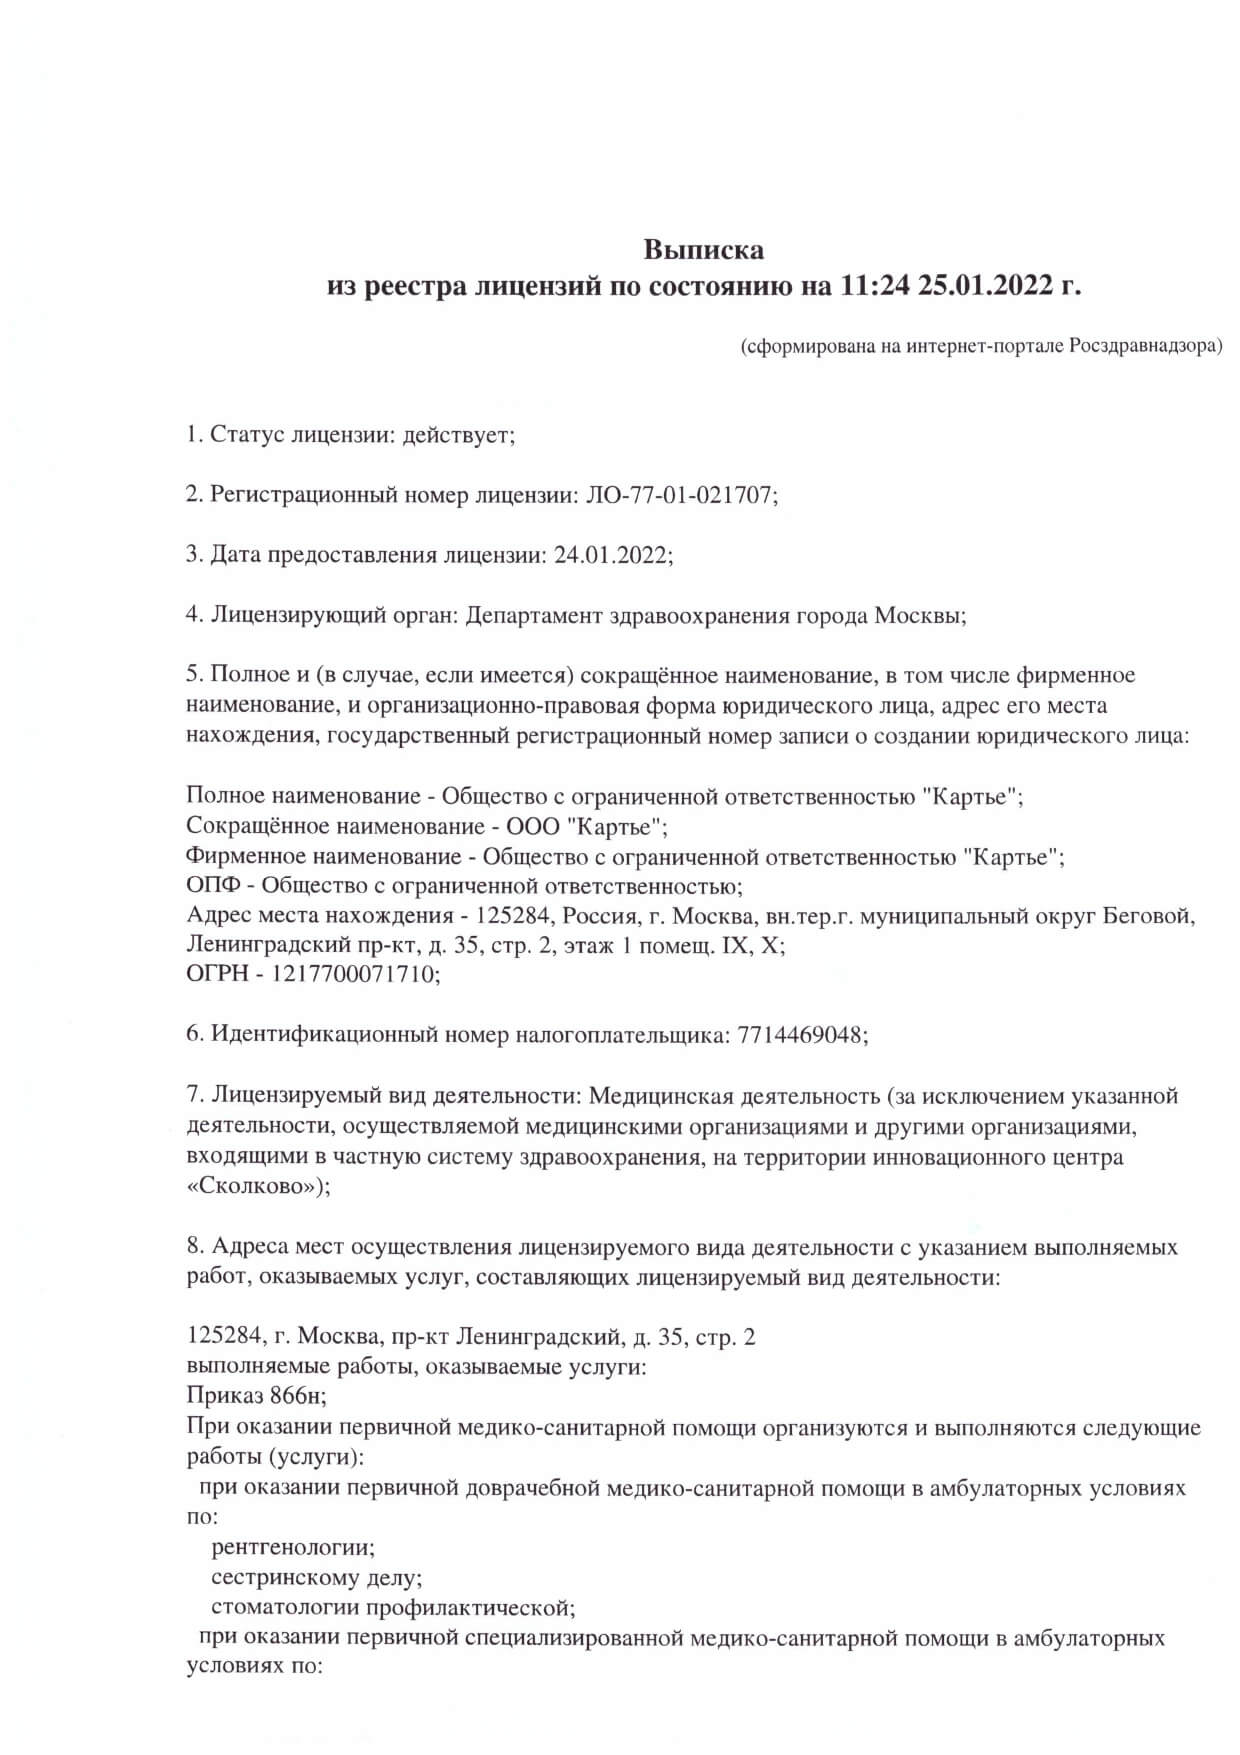 Выписка
из реестра лицензий по состоянию на 11:24 25.01.2022 г.
(сформирована на интернет-портале Росздравнадзора)
1. Статус лицензии: действует;
2. Регистрационный номер лицензии: ЛО-77-01-021707;
3. Дата предоставления лицензии: 24.01.2022;
4. Лицензирующий орган: Департамент здравоохранения города Москвы;
5. Полное и (в случае, если имеется) сокращённое наименование, в том числе фирменное
наименование, и организационно-правовая форма юридического лица, адрес его места
нахождения, государственный регистрационный номер записи о создании юридического лица:
Полное наименование - Общество с ограниченной ответственностью "Картье";
Сокращённое наименование - ООО "Картье";
Фирменное наименование - Общество с ограниченной ответственностью "Картье";
ОПФ - Общество с ограниченной ответственностью;
Адрес места нахождения - 125284, Россия, г. Москва, вн.тер.г. муниципальный округ Беговой,
Ленинградский пр-кт, д. 35, стр. 2, этаж 1 помещ. IX, X;
ОГРН - 1217700071710;
6. Идентификационный номер налогоплательщика: 7714469048;
7. Лицензируемый вид деятельности: Медицинская деятельность (за исключением указанной
деятельности, осуществляемой медицинскими организациями и другими организациями,
входящими в частную систему здравоохранения, на территории инновационного центра
«Сколково»);
8. Адреса мест осуществления лицензируемого вида деятельности с указанием выполняемых
работ, оказываемых услуг, составляющих лицензируемый вид деятельности:
125284, г. Москва, пр-кт Ленинградский, д. 35, стр. 2
выполняемые работы, оказываемые услуги:
Приказ 866н;
При оказании первичной медико-санитарной помощи организуются и выполняются следующие
работы (услуги):
при оказании первичной доврачебной медико-санитарной помощи в амбулаторных условиях
по:
рентгенологии;
сестринскому делу;
стоматологии профилактической;
при оказании первичной специализированной медико-санитарной помощи в амбулаторных
условиях по: